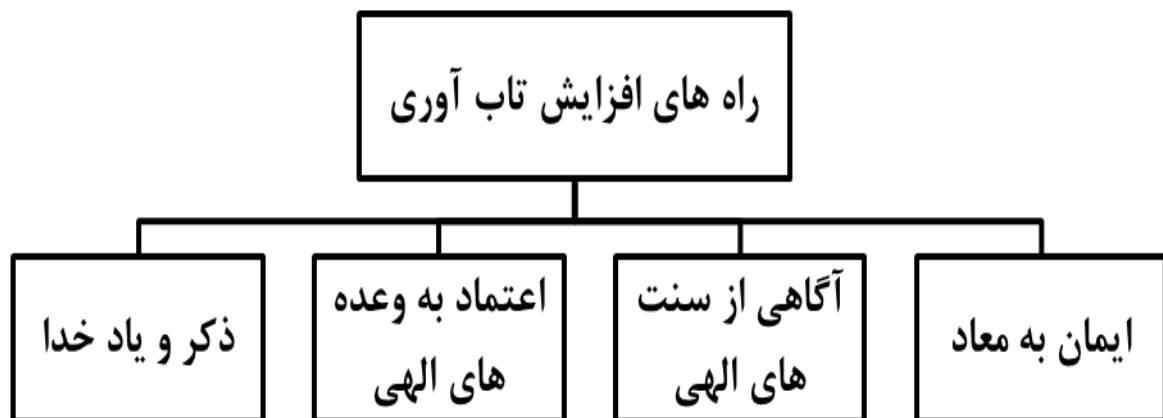 راه های افزایش تاب آوری
ایمان به معاد
آگاهی از سنت
های الهی
اعتماد به وعده
های الهی
ذکر و یاد خدا